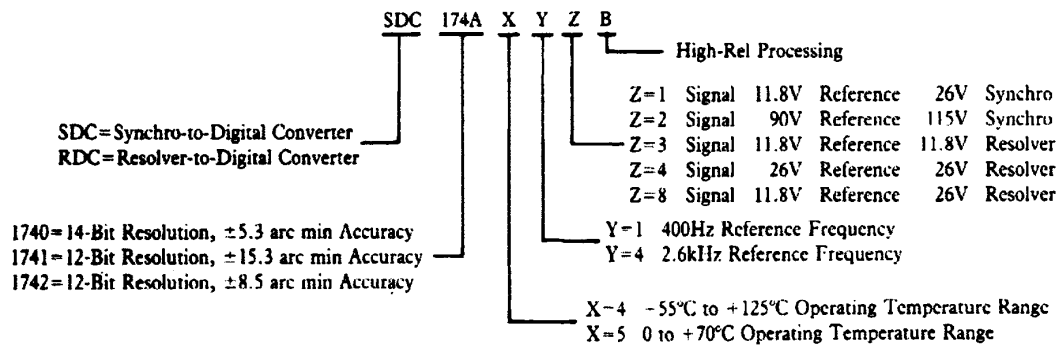 SDC 174A X Y Z B
High-Rel Processing
Z=1 Signal 11.8V Reference 26V Synchro
Z=2 Signal 90V Reference 115V Synchro
Z=3 Signal 11.8V Reference 11.8V Resolver
Z=4 Signal 26V Reference 26V Resolver
Z=8 Signal 11.8V Reference 26V Resolver
SDC=Synchro-to-Digital Converter
RDC=Resolver-to-Digital Converter
Y=1 400Hz Reference Frequency
Y=4 2.6kHz Reference Frequency
1740=14-Bit Resolution, ±5.3 arc min Accuracy
1741=12-Bit Resolution, ±15.3 arc min Accuracy
1742=12-Bit Resolution, ±8.5 arc min Accuracy
X=4 -55°C to +125°C Operating Temperature Range
X=5 0 to +70°C Operating Temperature Range